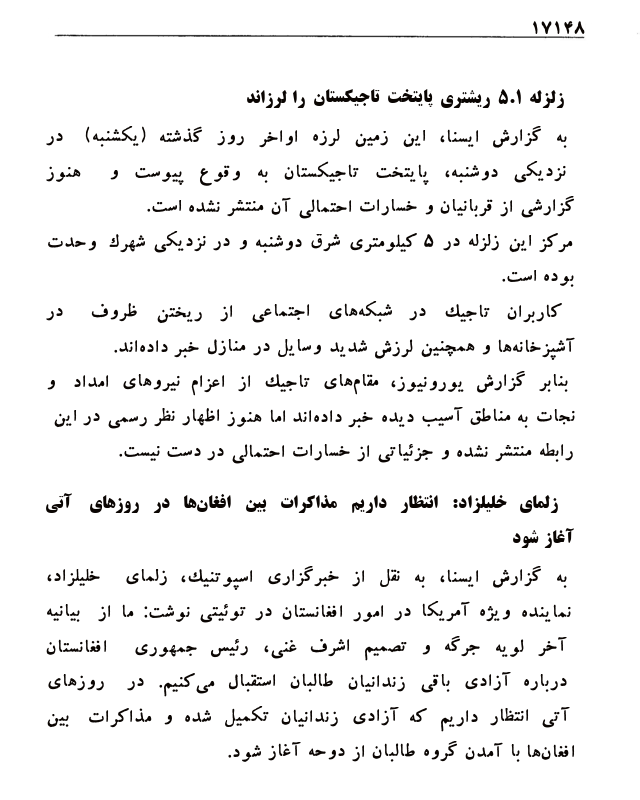 ۱۷۱۴۸
زلزله ۵.۱ ریشتری پایتخت تاجیکستان را لرزاند
به گزارش ایسنا، این زمین لرزه اواخر روز گذشته (یکشنبه) در
نزدیکی دوشنبه، پایتخت تاجیکستان به وقوع پیوست و هنوز
گزارشی از قربانیان و خسارات احتمالی آن منتشر نشده است.
مرکز این زلزله در ۵ کیلومتری شرق دوشنبه و در نزدیکی شهرک وحدت
بوده است.
کاربران تاجیک در شبکه‌های اجتماعی از ریختن ظروف در
آشپزخانه‌ها و همچنین لرزش شدید وسایل در منازل خبر داده‌اند.
بنابر گزارش یورونیوز، مقام‌های تاجیک از اعزام نیروهای امداد و
نجات به مناطق آسیب دیده خبر داده‌اند اما هنوز اظهار نظر رسمی در این
رابطه منتشر نشده و جزئیاتی از خسارات احتمالی در دست نیست.
زلمای خلیلزاد: انتظار داریم مذاکرات بین افغان‌ها در روزهای آتی
آغاز شود
به گزارش ایسنا، به نقل از خبرگزاری اسپوتنیک، زلمای خلیلزاد،
نماینده ویژه آمریکا در امور افغانستان در توئیتی نوشت: ما از بیانیه
آخر لویه جرگه و تصمیم اشرف غنی، رئیس جمهوری افغانستان
درباره آزادی باقی زندانیان طالبان استقبال می‌کنیم. در روزهای
آتی انتظار داریم که آزادی زندانیان تکمیل شده و مذاکرات بین
افغان‌ها با آمدن گروه طالبان از دوحه آغاز شود.